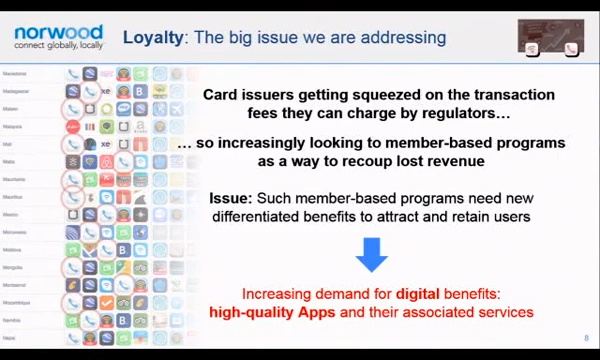 norwood
connect globally, locally
Loyalty: The big issue we are addressing
Macedonia
Madagascar
Malawi
Malaysia
Mali
Malta
Mauritania
Mauritius
Mexico
Micronesia
Moldova
Mongolia
Montserrat
Mozambique
Namibia
Nepal
Card issuers getting squeezed on the transaction
fees they can charge by regulators…
… so increasingly looking to member-based programs
as a way to recoup lost revenue
Issue: Such member-based programs need new
differentiated benefits to attract and retain users
Increasing demand for digital benefits:
high-quality Apps and their associated services
8